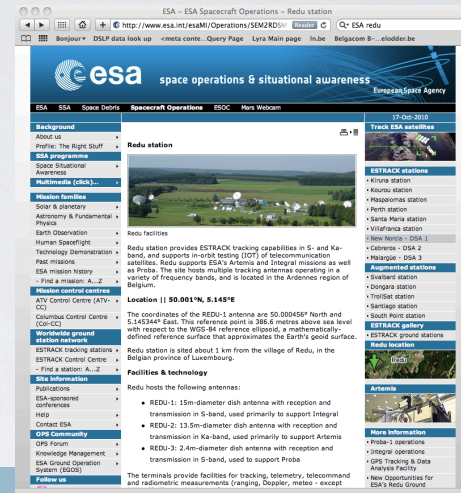 ESA - ESA Spacecraft Operations - Redu station
http://www.esa.int/esaMI/Operations/SEM2RDSM
Reader
ESA redu
Bonjour
DSLP data look up
<meta conte...Query Page
Lyra Main page
In.be
Belgacom B-...elodder.be
esa
space operations & situational awareness
European Space Agency
ESA
SSA
Space Debris
Spacecraft Operations
ESOC
Mars Webcam
17-Oct-2010
Background
About us
Profile: The Right Stuff
SSA programme
Space Situational
Awareness
Multimedia (click)...
Mission families
Solar & planetary
Astronomy & Fundamental
Physics
Earth Observation
Human Spaceflight
Technology Demonstration
Past missions
ESA mission history
- Find a mission: A...Z
Mission control centres
ATV Control Centre (ATV-
CC)
Columbus Control Centre
(Col-CC)
Worldwide ground
station network
ESTRACK tracking stations
ESTRACK Control Centre
- Find a station: A...Z
Site information
Publications
ESA-sponsored
conferences
Help
Contact ESA
OPS Community
OPS Forum
Knowledge Management
ESA Ground Operation
System (EGOS)
Follow us
Redu station
Redu facilities
Redu station provides ESTRACK tracking capabilities in S- and Ka-
band, and supports in-orbit testing (IOT) of telecommunication
satellites. Redu supports ESA's Artemis and Integral missions as well
as Proba. The site hosts multiple tracking antennas operating in a
variety of frequency bands, and is located in the Ardennes region of
Belgium.
Location || 50.001°N, 5.145°E
The coordinates of the REDU-1 antenna are 50.000456° North and
5.145344° East. This reference point is 386.6 metres above sea level
with respect to the WGS-84 reference ellipsoid, a mathematically-
defined reference surface that approximates the Earth's geoid surface.
Redu station is sited about 1 km from the village of Redu, in the
Belgian province of Luxembourg.
Facilities & technology
Redu hosts the following antennas:
• REDU-1: 15m-diameter dish antenna with reception and
transmission in S-band, used primarily to support Integral
• REDU-2: 13.5m-diameter dish antenna with reception and
transmission in Ka-band, used primarily to support Artemis
• REDU-3: 2.4m-diameter dish antenna with reception and
transmission in S-band, used to support Proba
The terminals provide facilities for tracking, telemetry, telecommand
and radiometric measurements (ranging, Doppler, meteo - except
Track ESA satellites
ESTRACK stations
Kiruna station
Kourou station
Maspalomas station
Perth station
Santa Maria station
Villafranca station
New Norcia - DSA 1
Cebreros - DSA 2
Malargüe - DSA 3
Augmented stations
Svalbard station
Dongara station
TrollSat station
Santiago station
South Point station
ESTRACK gallery
ESTRACK ground stations
Redu location
Redu
Artemis
More information
Proba-1 operations
Integral operations
GPS Tracking & Data
Analysis Facility
New Opportunities for
ESA's Redu Ground